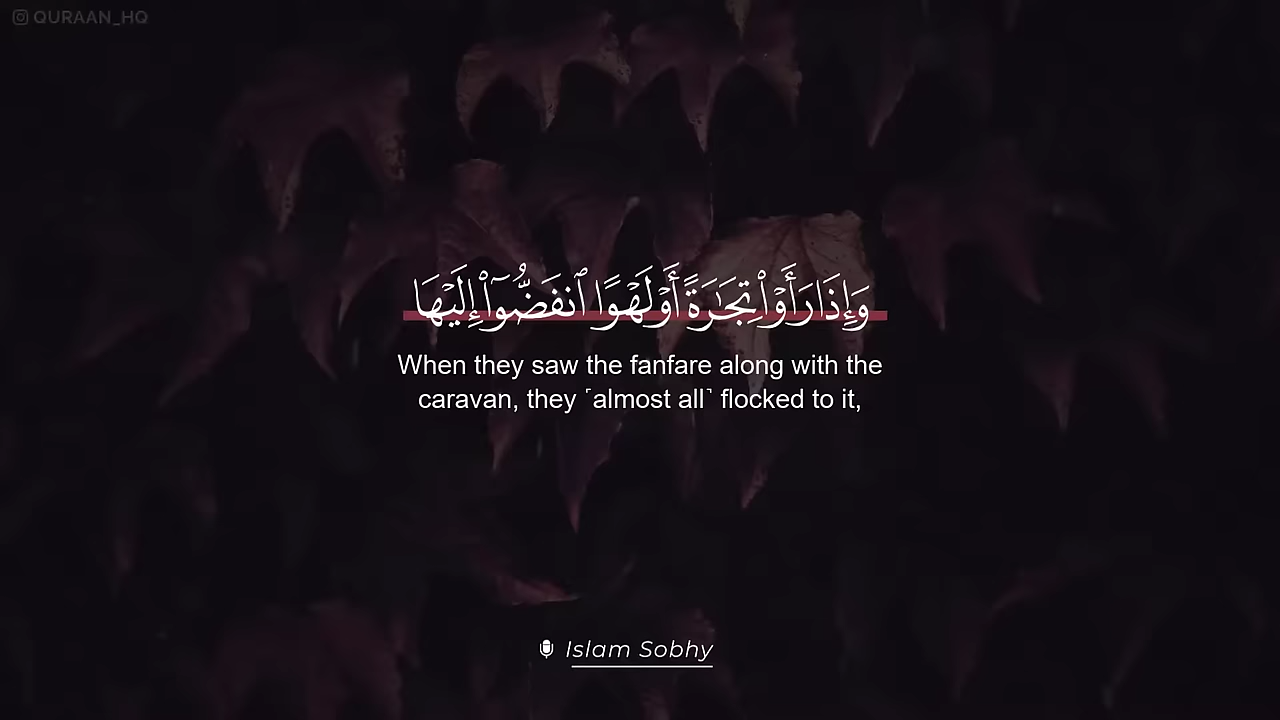 QURAAN_HQ
وَإِذَا رَأَوْا۟ تِجَـٰرَةً أَوْ لَهْوًا ٱنفَضُّوٓا۟ إِلَيْهَا
When they saw the fanfare along with the
caravan, they ˹almost all˺ flocked to it,
Islam Sobhy